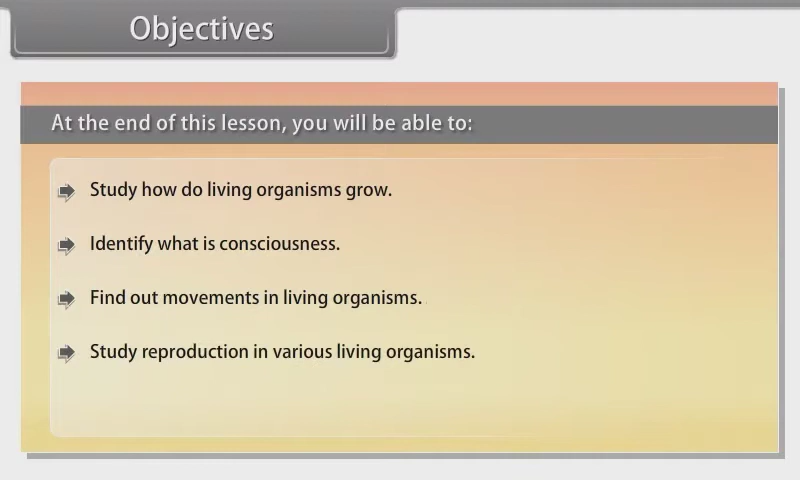 Objectives
At the end of this lesson, you will be able to:
Study how do living organisms grow.
Identify what is consciousness.
Find out movements in living organisms.
Study reproduction in various living organisms.